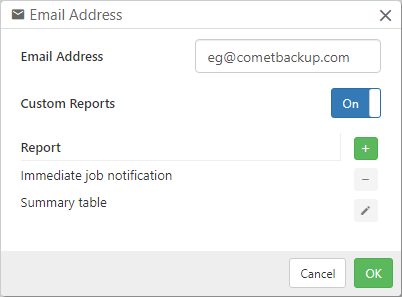 Email Address
Email Address eg@cometbackup.com
Custom Reports On
Report +
Immediate job notification −
Summary table
Cancel OK